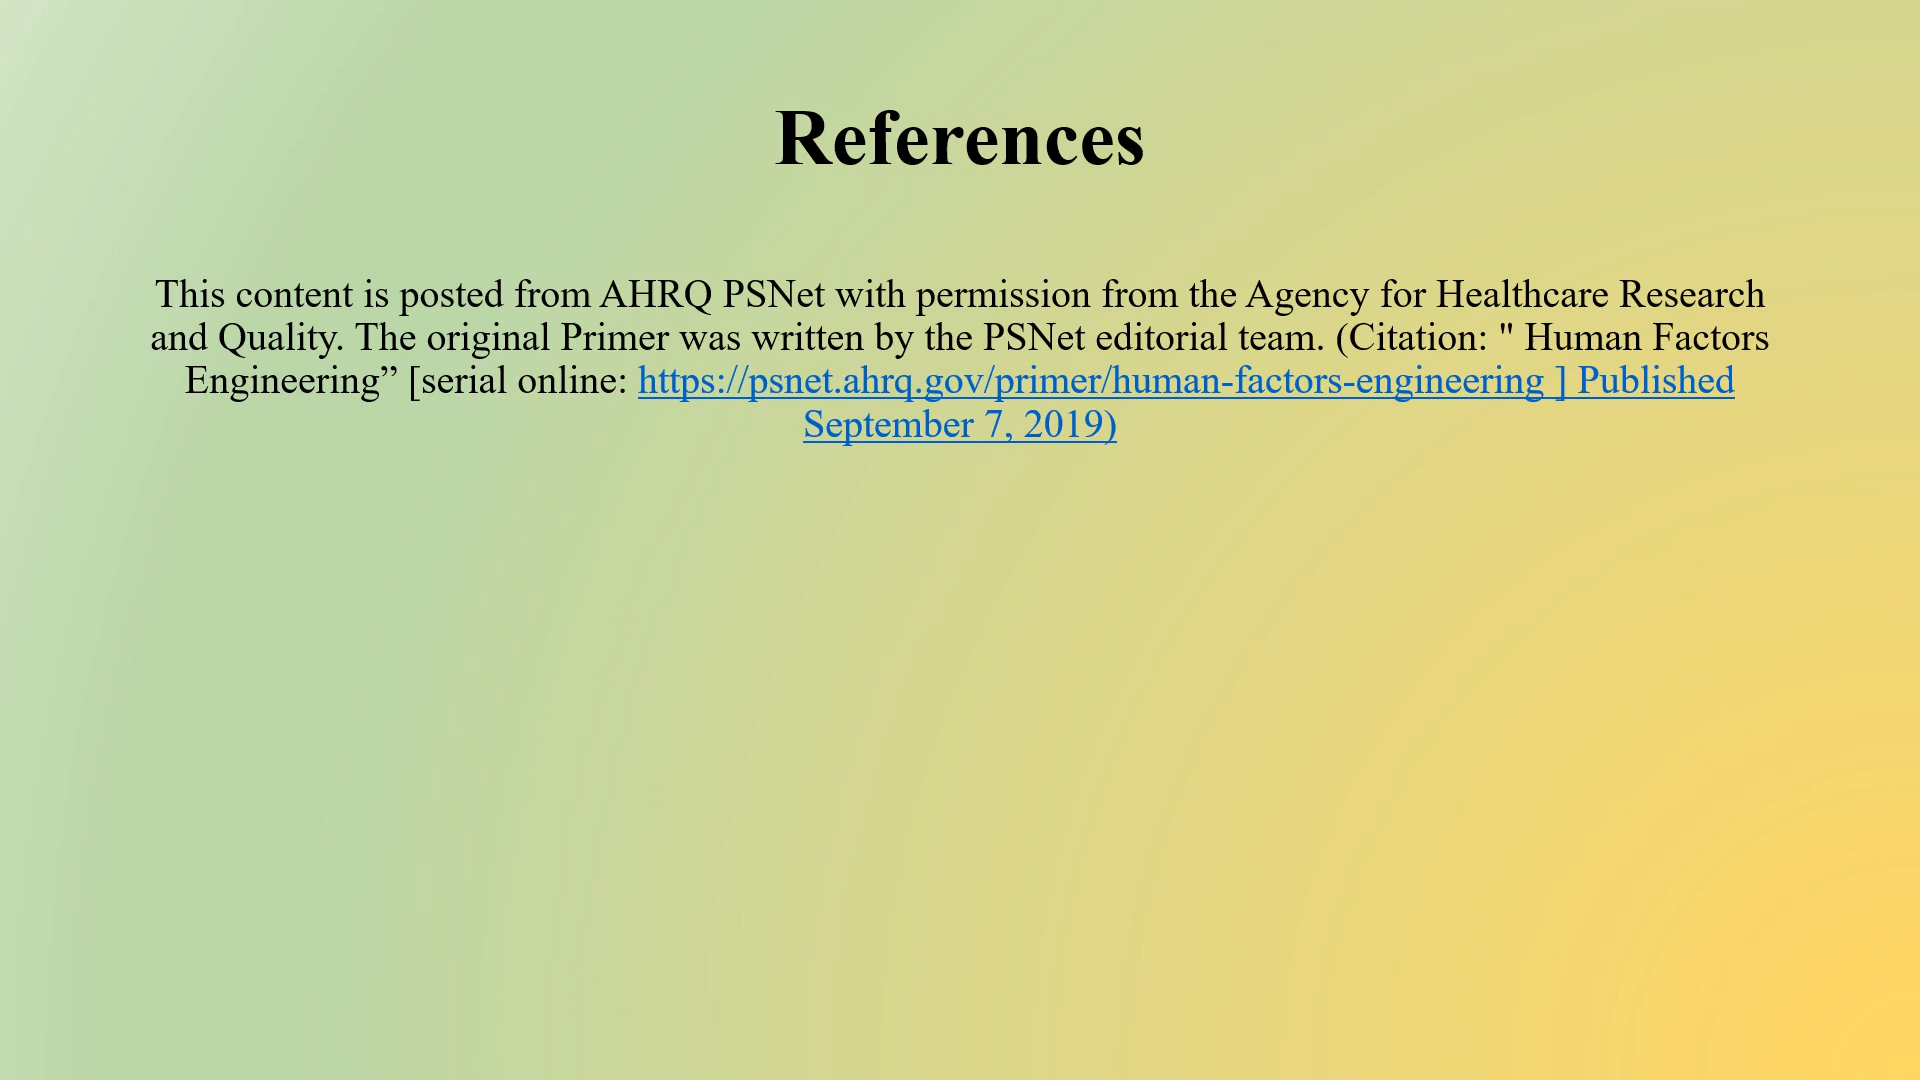 References
This content is posted from AHRQ PSNet with permission from the Agency for Healthcare Research
and Quality. The original Primer was written by the PSNet editorial team. (Citation: " Human Factors
Engineering” [serial online: https://psnet.ahrq.gov/primer/human-factors-engineering ] Published
September 7, 2019)